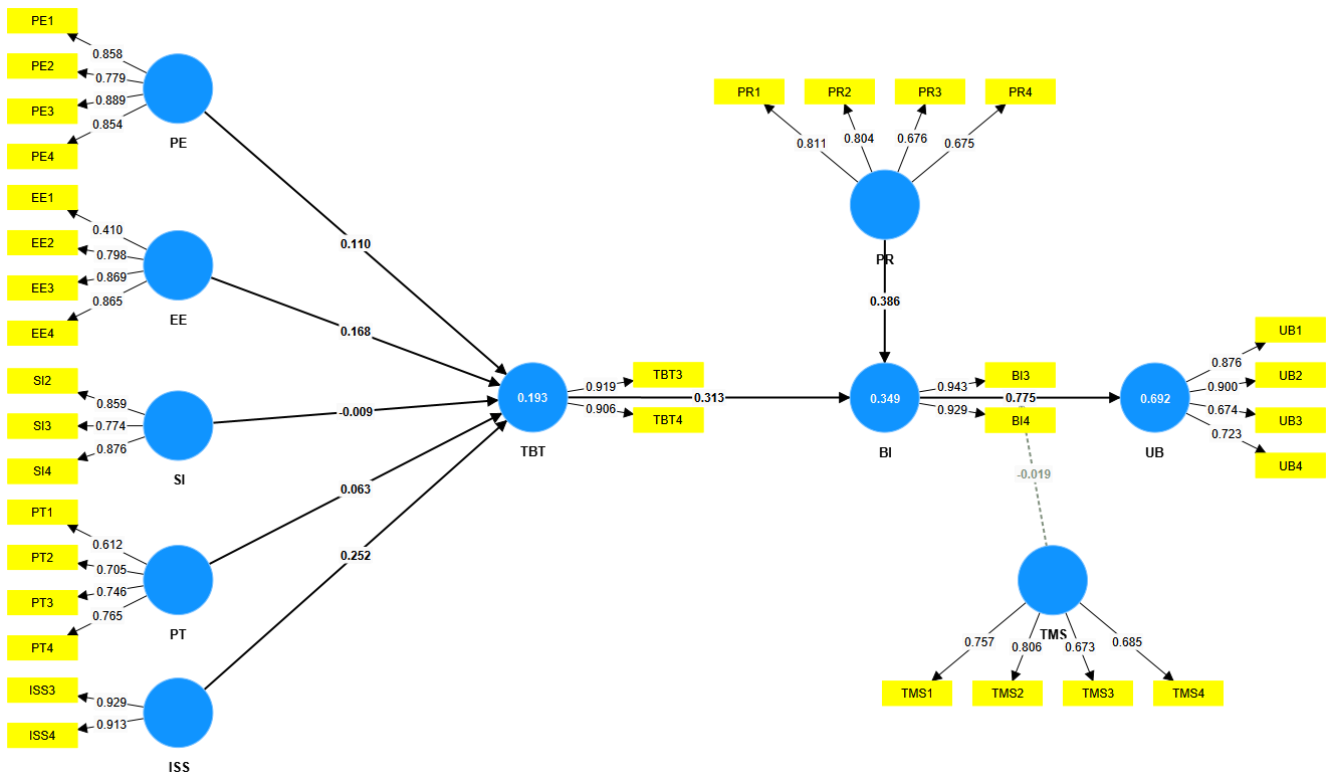 PE1
PE2
PE3
PE4
0.858
0.779
0.889
0.854
PE
EE1
EE2
EE3
EE4
0.410
0.798
0.869
0.865
EE
SI2
SI3
SI4
0.859
0.774
0.876
SI
PT1
PT2
PT3
PT4
0.612
0.705
0.746
0.765
PT
ISS3
ISS4
0.929
0.913
ISS
0.110
0.168
-0.009
0.063
0.252
0.193
TBT
0.919
0.906
TBT3
TBT4
0.313
PR1
PR2
PR3
PR4
0.811
0.804
0.676
0.675
PR
0.386
0.349
BI
0.943
0.929
BI3
BI4
0.775
-0.019
0.692
UB
0.876
0.900
0.674
0.723
UB1
UB2
UB3
UB4
TMS
0.757
0.806
0.673
0.685
TMS1
TMS2
TMS3
TMS4